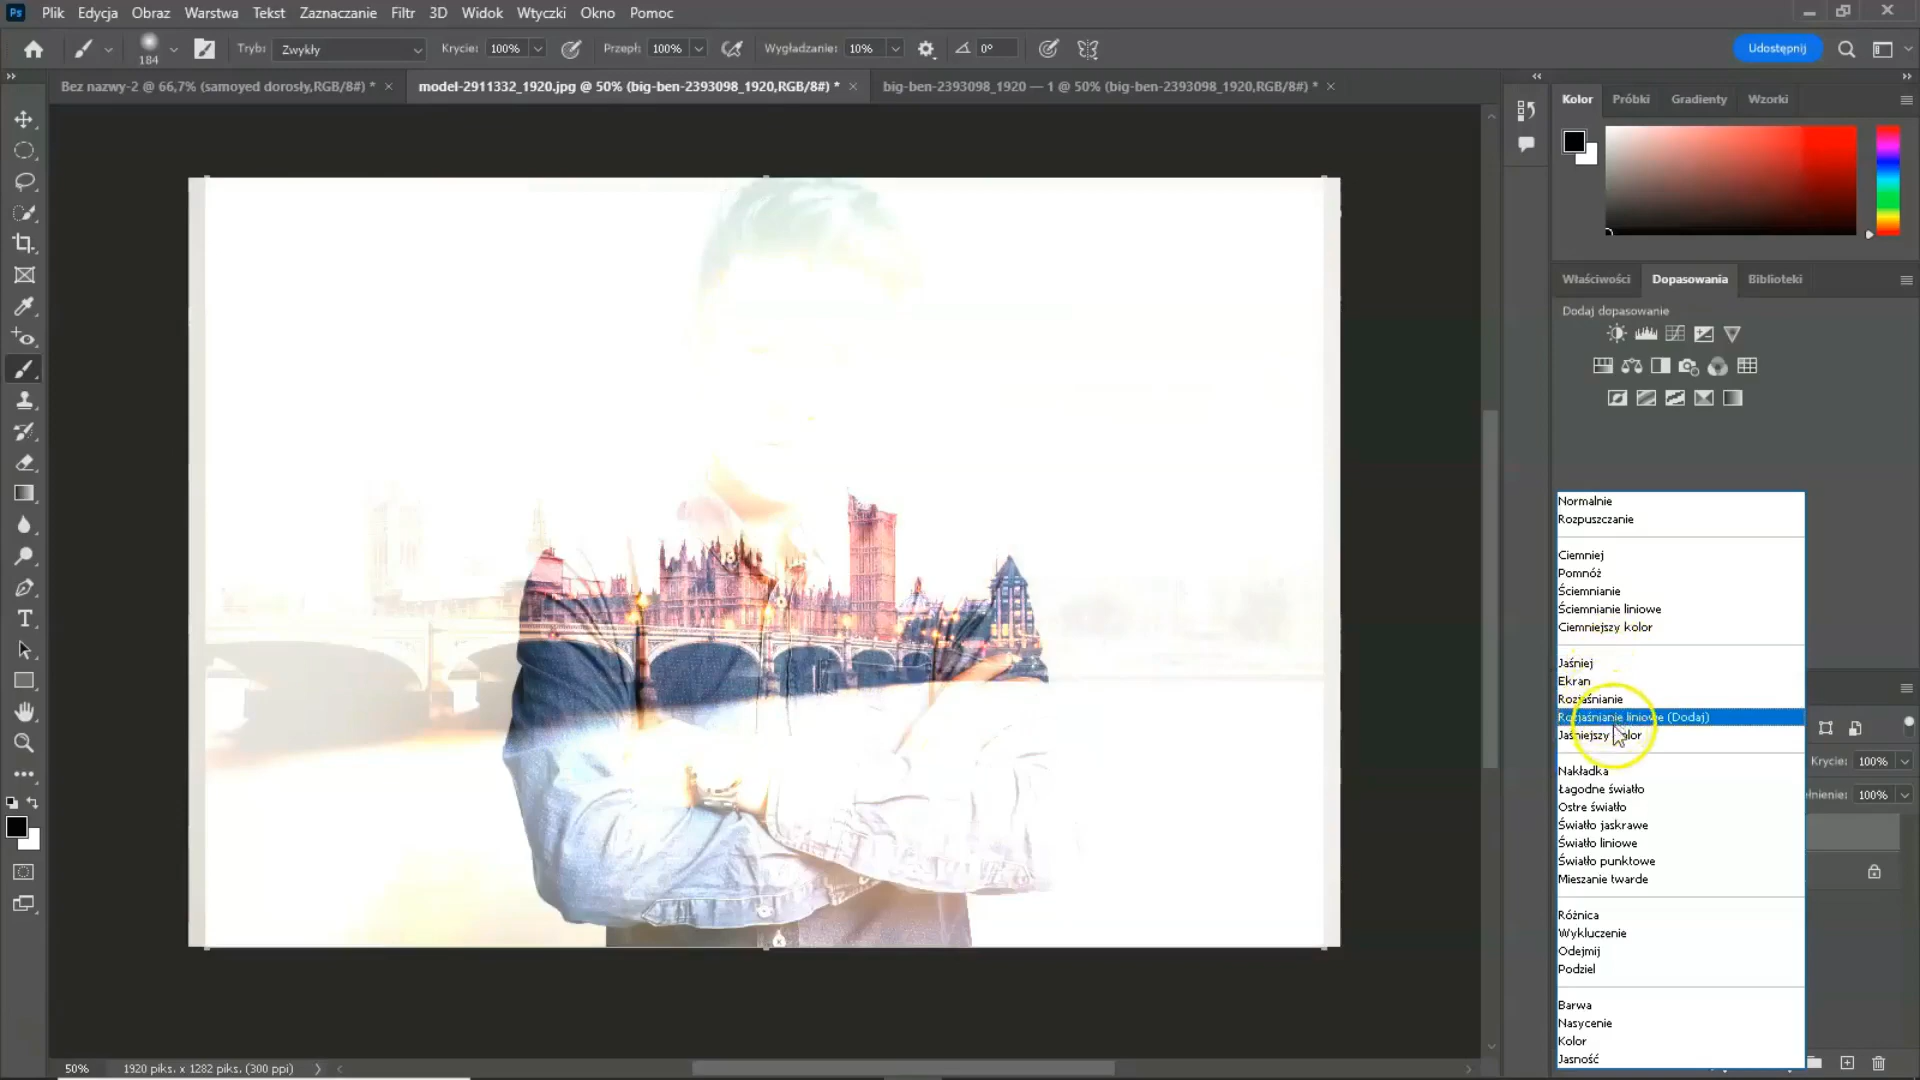 Ps Plik Edycja Obraz Warstwa Tekst Zaznaczanie Filtr 3D Widok Wtyczki Okno Pomoc
184 Tryb: Zwykły Krycie: 100% Przepł: 100% Wygładzanie: 10% 0° Udostępnij
Bez nazwy-2 @ 66,7% (samoyed dorosły,RGB/8#) * × model-2911332_1920.jpg @ 50% (big-ben-2393098_1920,RGB/8#) * × big-ben-2393098_1920 — 1 @ 50% (big-ben-2393098_1920,RGB/8#) * ×
Kolor Próbki Gradienty Wzorki
Właściwości Dopasowania Biblioteki
Dodaj dopasowanie
Normalnie
Rozpuszczanie
Ciemniej
Pomnóż
Ściemnianie
Ściemnianie liniowe
Ciemniejszy kolor
Jaśniej
Ekran
Rozjaśnianie
Rozjaśnianie liniowe (Dodaj)
Jaśniejszy kolor
Nakładka
Łagodne światło
Ostre światło
Światło jaskrawe
Światło liniowe
Światło punktowe
Mieszanie twarde
Różnica
Wykluczenie
Odejmij
Podziel
Barwa
Nasycenie
Kolor
Jasność
Krycie: 100%
ełnienie: 100%
50% 1920 piks. x 1282 piks. (300 ppi)